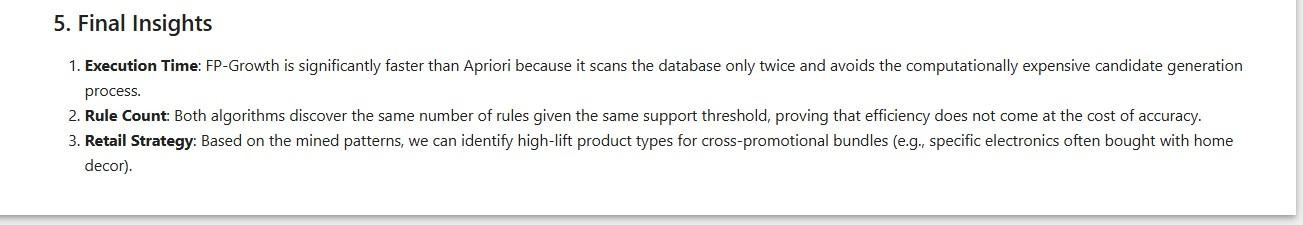 5. Final Insights
1. Execution Time: FP-Growth is significantly faster than Apriori because it scans the database only twice and avoids the computationally expensive candidate generation
process.
2. Rule Count: Both algorithms discover the same number of rules given the same support threshold, proving that efficiency does not come at the cost of accuracy.
3. Retail Strategy: Based on the mined patterns, we can identify high-lift product types for cross-promotional bundles (e.g., specific electronics often bought with home
decor).